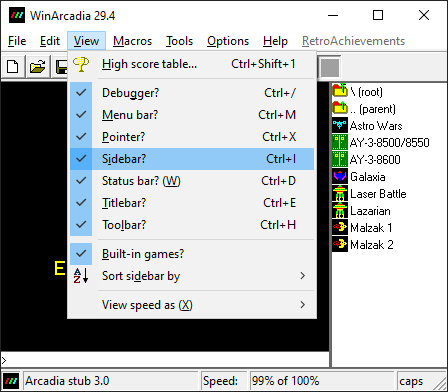 WinArcadia 29.4
File Edit View Macros Tools Options Help RetroAchievements
High score table... Ctrl+Shift+1
Debugger? Ctrl+/
Menu bar? Ctrl+M
Pointer? Ctrl+X
Sidebar? Ctrl+I
Status bar? (W) Ctrl+D
Titlebar? Ctrl+E
Toolbar? Ctrl+H
Built-in games?
Sort sidebar by
View speed as (X)
E
\ (root)
.. (parent)
Astro Wars
AY-3-8500/8550
AY-3-8600
Galaxia
Laser Battle
Lazarian
Malzak 1
Malzak 2
>
Arcadia stub 3.0 Speed: 99% of 100% caps